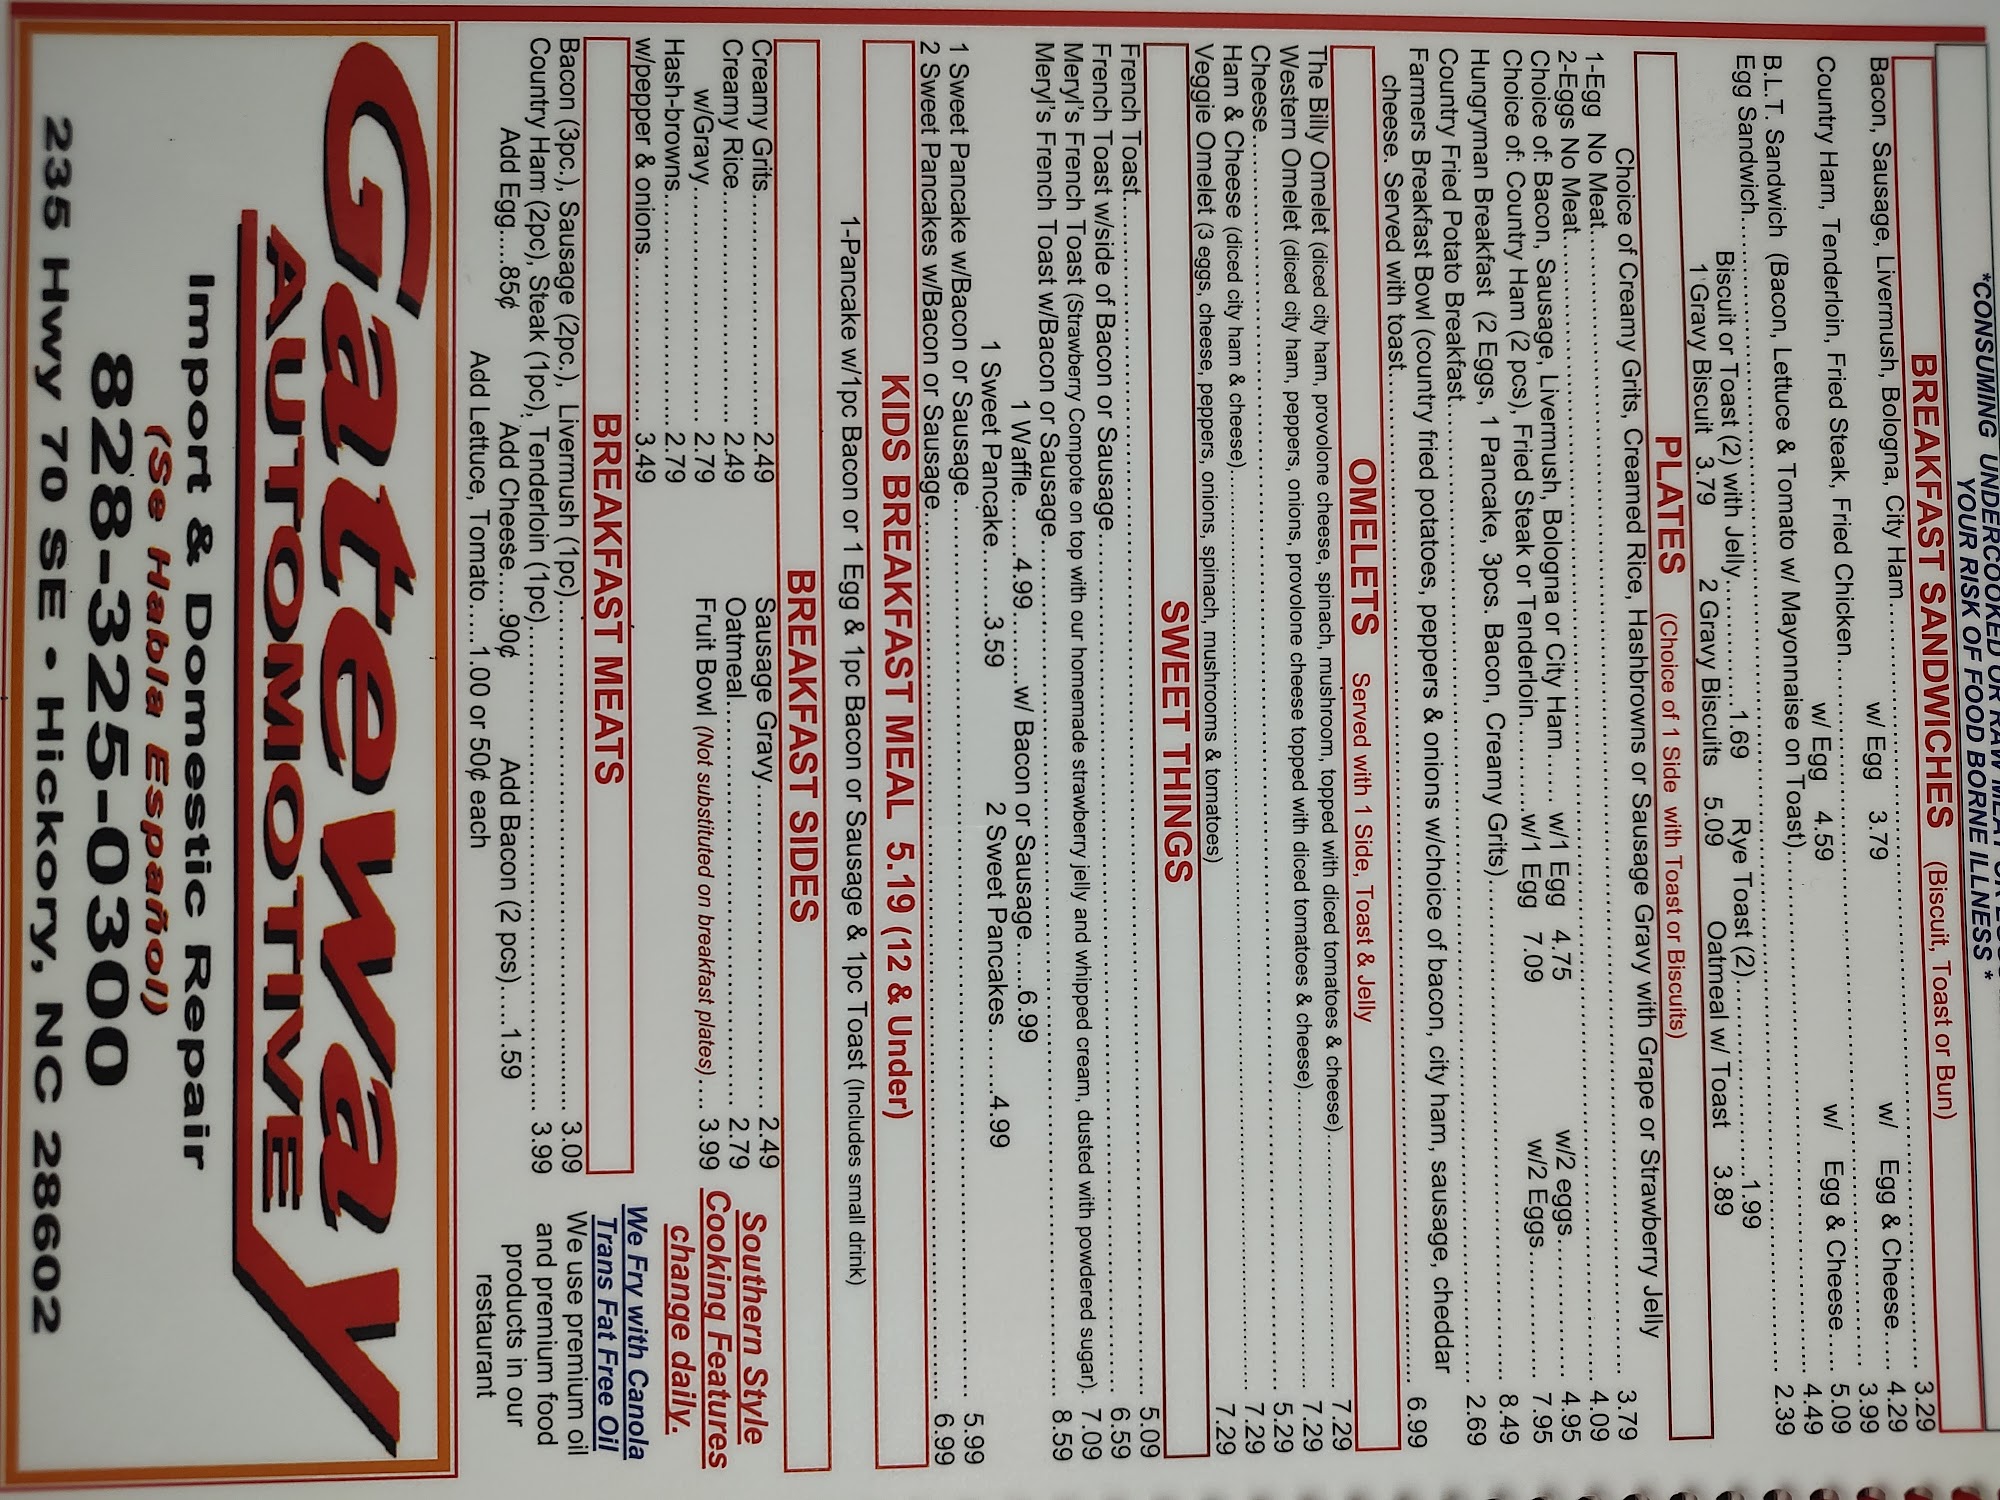 *CONSUMING UNDERCOOKED OR RAW MEAT
YOUR RISK OF FOOD BORNE ILLNESS *
BREAKFAST SANDWICHES (Biscuit, Toast or Bun)
Bacon, Sausage, Livermush, Bologna, City Ham..........3.29
w/ Egg 3.79 w/ Egg & Cheese....4.29
Country Ham, Tenderloin, Fried Steak, Fried Chicken..........3.99
w/ Egg 4.59 w/ Egg & Cheese....5.09
B.L.T. Sandwich (Bacon, Lettuce & Tomato w/ Mayonnaise on Toast)..........4.49
Egg Sandwich..........2.39
Biscuit or Toast (2) with Jelly..........1.69 Rye Toast (2)..........1.99
1 Gravy Biscuit 3.79 2 Gravy Biscuits 5.09 Oatmeal w/ Toast 3.89
PLATES (Choice of 1 Side with Toast or Biscuits)
Choice of Creamy Grits, Creamed Rice, Hashbrowns or Sausage Gravy with Grape or Strawberry Jelly
1-Egg No Meat..........3.79
2-Eggs No Meat..........4.09
Choice of: Bacon, Sausage, Livermush, Bologna or City Ham ..... w/1 Egg 4.75 w/2 eggs..........4.95
Choice of: Country Ham (2 pcs), Fried Steak or Tenderloin..........w/1 Egg 7.09 w/2 Eggs..........7.95
Hungryman Breakfast (2 Eggs, 1 Pancake, 3pcs. Bacon, Creamy Grits)..........8.49
Country Fried Potato Breakfast..........2.69
Farmers Breakfast Bowl (country fried potatoes, peppers & onions w/choice of bacon, city ham, sausage, cheddar
cheese. Served with toast..........6.99
OMELETS Served with 1 Side, Toast & Jelly
The Billy Omelet (diced city ham, provolone cheese, spinach, mushroom, topped with diced tomatoes & cheese)..........7.29
Western Omelet (diced city ham, peppers, onions, provolone cheese topped with diced tomatoes & cheese)..........7.29
Cheese..........5.29
Ham & Cheese (diced city ham & cheese)..........7.29
Veggie Omelet (3 eggs, cheese, peppers, onions, spinach, mushrooms & tomatoes) 7.29
SWEET THINGS
French Toast..........5.09
French Toast w/side of Bacon or Sausage..........6.59
Meryl's French Toast (Strawberry Compote on top with our homemade strawberry jelly and whipped cream, dusted with powdered sugar). 7.09
Meryl's French Toast w/Bacon or Sausage..........8.59
1 Waffle......4.99.......w/ Bacon or Sausage.....6.99
1 Sweet Pancake......3.59 2 Sweet Pancakes......4.99
1 Sweet Pancake w/Bacon or Sausage..........5.99
2 Sweet Pancakes w/Bacon or Sausage..........6.99
KIDS BREAKFAST MEAL 5.19 (12 & Under)
1-Pancake w/1pc Bacon or 1 Egg & 1pc Bacon or Sausage & 1pc Toast (Includes small drink)
BREAKFAST SIDES
Creamy Grits..........2.49 Sausage Gravy..........2.49
Creamy Rice..........2.49 Oatmeal..........2.79
w/Gravy..........2.79 Fruit Bowl (Not substituted on breakfast plates)....3.99
Hash-browns..........2.79
w/pepper & onions..........3.49
BREAKFAST MEATS
Bacon (3pc.), Sausage (2pc.), Livermush (1pc)..........3.09
Country Ham (2pc), Steak (1pc), Tenderloin (1pc)..........3.99
Add Egg....85¢ Add Cheese....90¢ Add Bacon (2 pcs).....1.59
Add Lettuce, Tomato.....1.00 or 50¢ each
Southern Style
Cooking Features
change daily.
We Fry with Canola
Trans Fat Free Oil
We use premium oil
and premium food
products in our
restaurant
Gateway
AUTOMOTIVE
Import & Domestic Repair
(Se Habla Español)
828-325-0300
235 Hwy 70 SE • Hickory, NC 28602